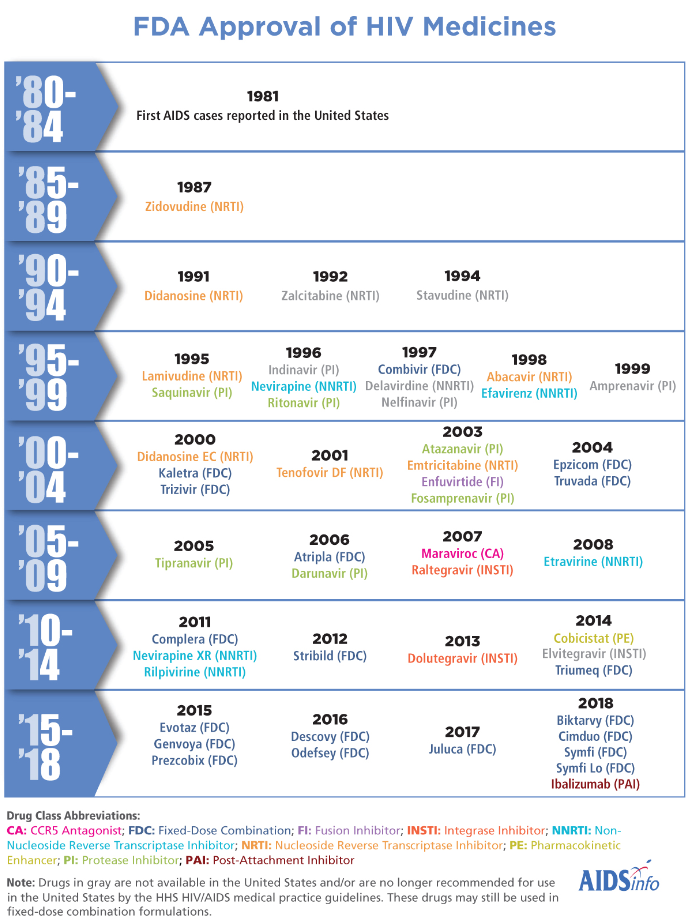 FDA Approval of HIV Medicines
'80-
'84
1981
First AIDS cases reported in the United States
'85-
'89
1987
Zidovudine (NRTI)
'90-
'94
1991
Didanosine (NRTI)
1992
Zalcitabine (NRTI)
1994
Stavudine (NRTI)
'95-
'99
1995
Lamivudine (NRTI)
Saquinavir (PI)
1996
Indinavir (PI)
Nevirapine (NNRTI)
Ritonavir (PI)
1997
Combivir (FDC)
Delavirdine (NNRTI)
Nelfinavir (PI)
1998
Abacavir (NRTI)
Efavirenz (NNRTI)
1999
Amprenavir (PI)
'00-
'04
2000
Didanosine EC (NRTI)
Kaletra (FDC)
Trizivir (FDC)
2001
Tenofovir DF (NRTI)
2003
Atazanavir (PI)
Emtricitabine (NRTI)
Enfuvirtide (FI)
Fosamprenavir (PI)
2004
Epzicom (FDC)
Truvada (FDC)
'05-
'09
2005
Tipranavir (PI)
2006
Atripla (FDC)
Darunavir (PI)
2007
Maraviroc (CA)
Raltegravir (INSTI)
2008
Etravirine (NNRTI)
'10-
'14
2011
Complera (FDC)
Nevirapine XR (NNRTI)
Rilpivirine (NNRTI)
2012
Stribild (FDC)
2013
Dolutegravir (INSTI)
2014
Cobicistat (PE)
Elvitegravir (INSTI)
Triumeq (FDC)
'15-
'18
2015
Evotaz (FDC)
Genvoya (FDC)
Prezcobix (FDC)
2016
Descovy (FDC)
Odefsey (FDC)
2017
Juluca (FDC)
2018
Biktarvy (FDC)
Cimduo (FDC)
Symfi (FDC)
Symfi Lo (FDC)
Ibalizumab (PAI)
Drug Class Abbreviations:
CA: CCR5 Antagonist; FDC: Fixed-Dose Combination; FI: Fusion Inhibitor; INSTI: Integrase Inhibitor; NNRTI: Non-
Nucleoside Reverse Transcriptase Inhibitor; NRTI: Nucleoside Reverse Transcriptase Inhibitor; PE: Pharmacokinetic
Enhancer; PI: Protease Inhibitor; PAI: Post-Attachment Inhibitor
Note: Drugs in gray are not available in the United States and/or are no longer recommended for use
in the United States by the HHS HIV/AIDS medical practice guidelines. These drugs may still be used in
fixed-dose combination formulations.
AIDSinfo